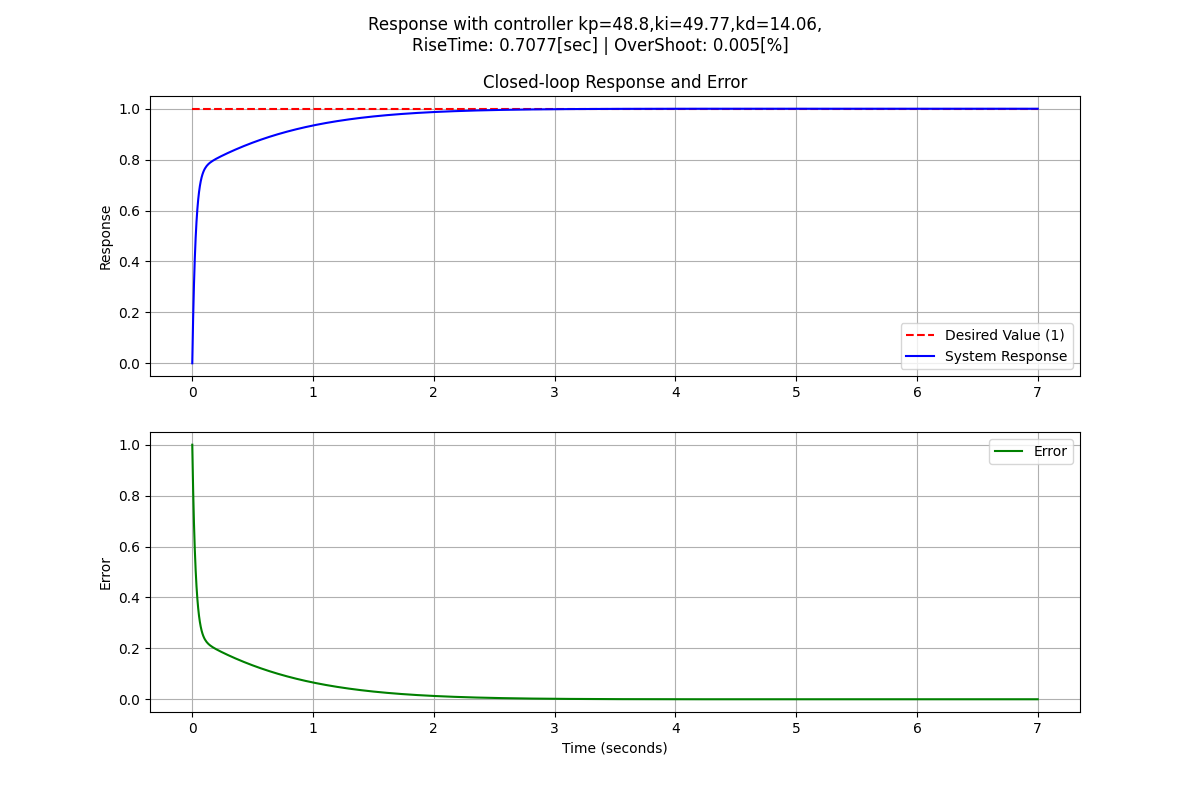 Response with controller kp=48.8,ki=49.77,kd=14.06,
RiseTime: 0.7077[sec] | OverShoot: 0.005[%]
Closed-loop Response and Error
1.0
0.8
0.6
0.4
0.2
0.0
Response
Desired Value (1)
System Response
0 1 2 3 4 5 6 7
1.0
0.8
0.6
0.4
0.2
0.0
Error
Error
0 1 2 3 4 5 6 7
Time (seconds)